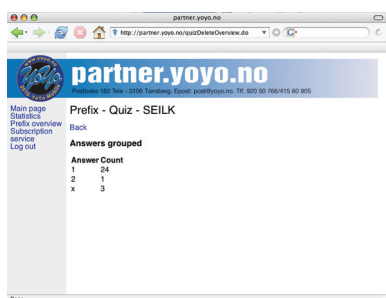 partner.yoyo.no
http://partner.yoyo.no/quizDeleteOverview.do
G
partner.yoyo.no
Postboks 182 Teie - 3106 Tønsberg. Epost: post@yoyo.no. Tlf. 920 50 766/415 60 905
YoYo
Main page
Statistics
Prefix overview
Subscription
service
Log out
Prefix - Quiz - SEILK
Back
Answers grouped
Answer Count
1 24
2 1
x 3